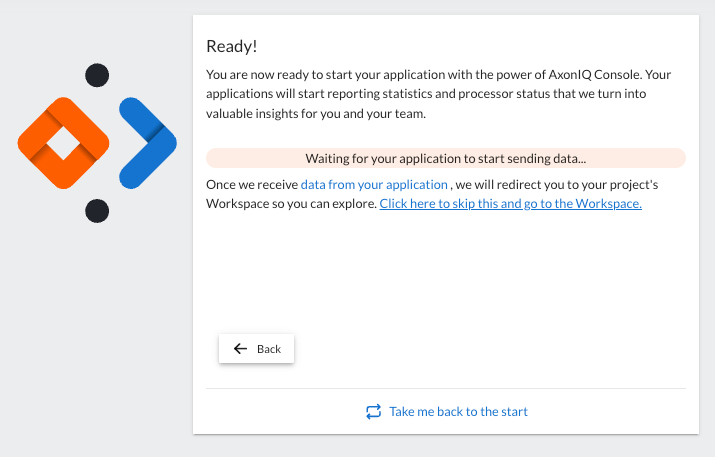 Ready!
You are now ready to start your application with the power of AxonIQ Console. Your
applications will start reporting statistics and processor status that we turn into
valuable insights for you and your team.
Waiting for your application to start sending data...
Once we receive data from your application , we will redirect you to your project's
Workspace so you can explore. Click here to skip this and go to the Workspace.
Back
Take me back to the start